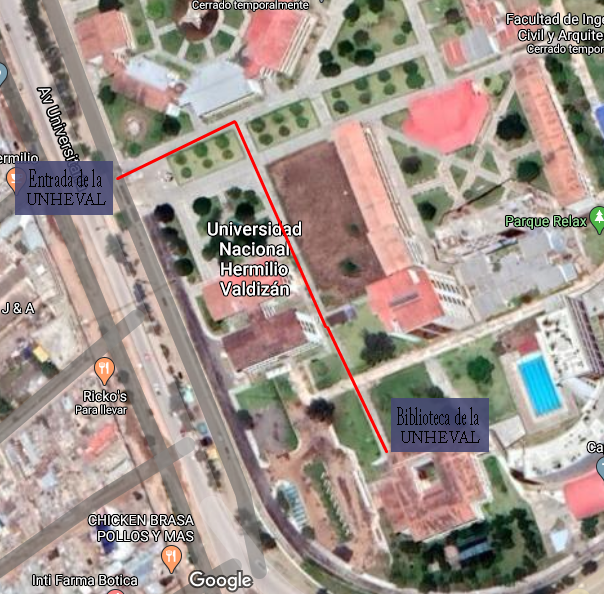 Cerrado temporalmente
Facultad de Inge
Civil y Arquite
Cerrado tempor
Av Universita
ermilio
Entrada de la
UNHEVAL
Universidad
Nacional
Hermilio
Valdizán
Parque Relax
J & A
Ricko's
Para llevar
Biblioteca de la
UNHEVAL
Ca
CHICKEN BRASA
POLLOS Y MAS
Inti Farma Botica
Google